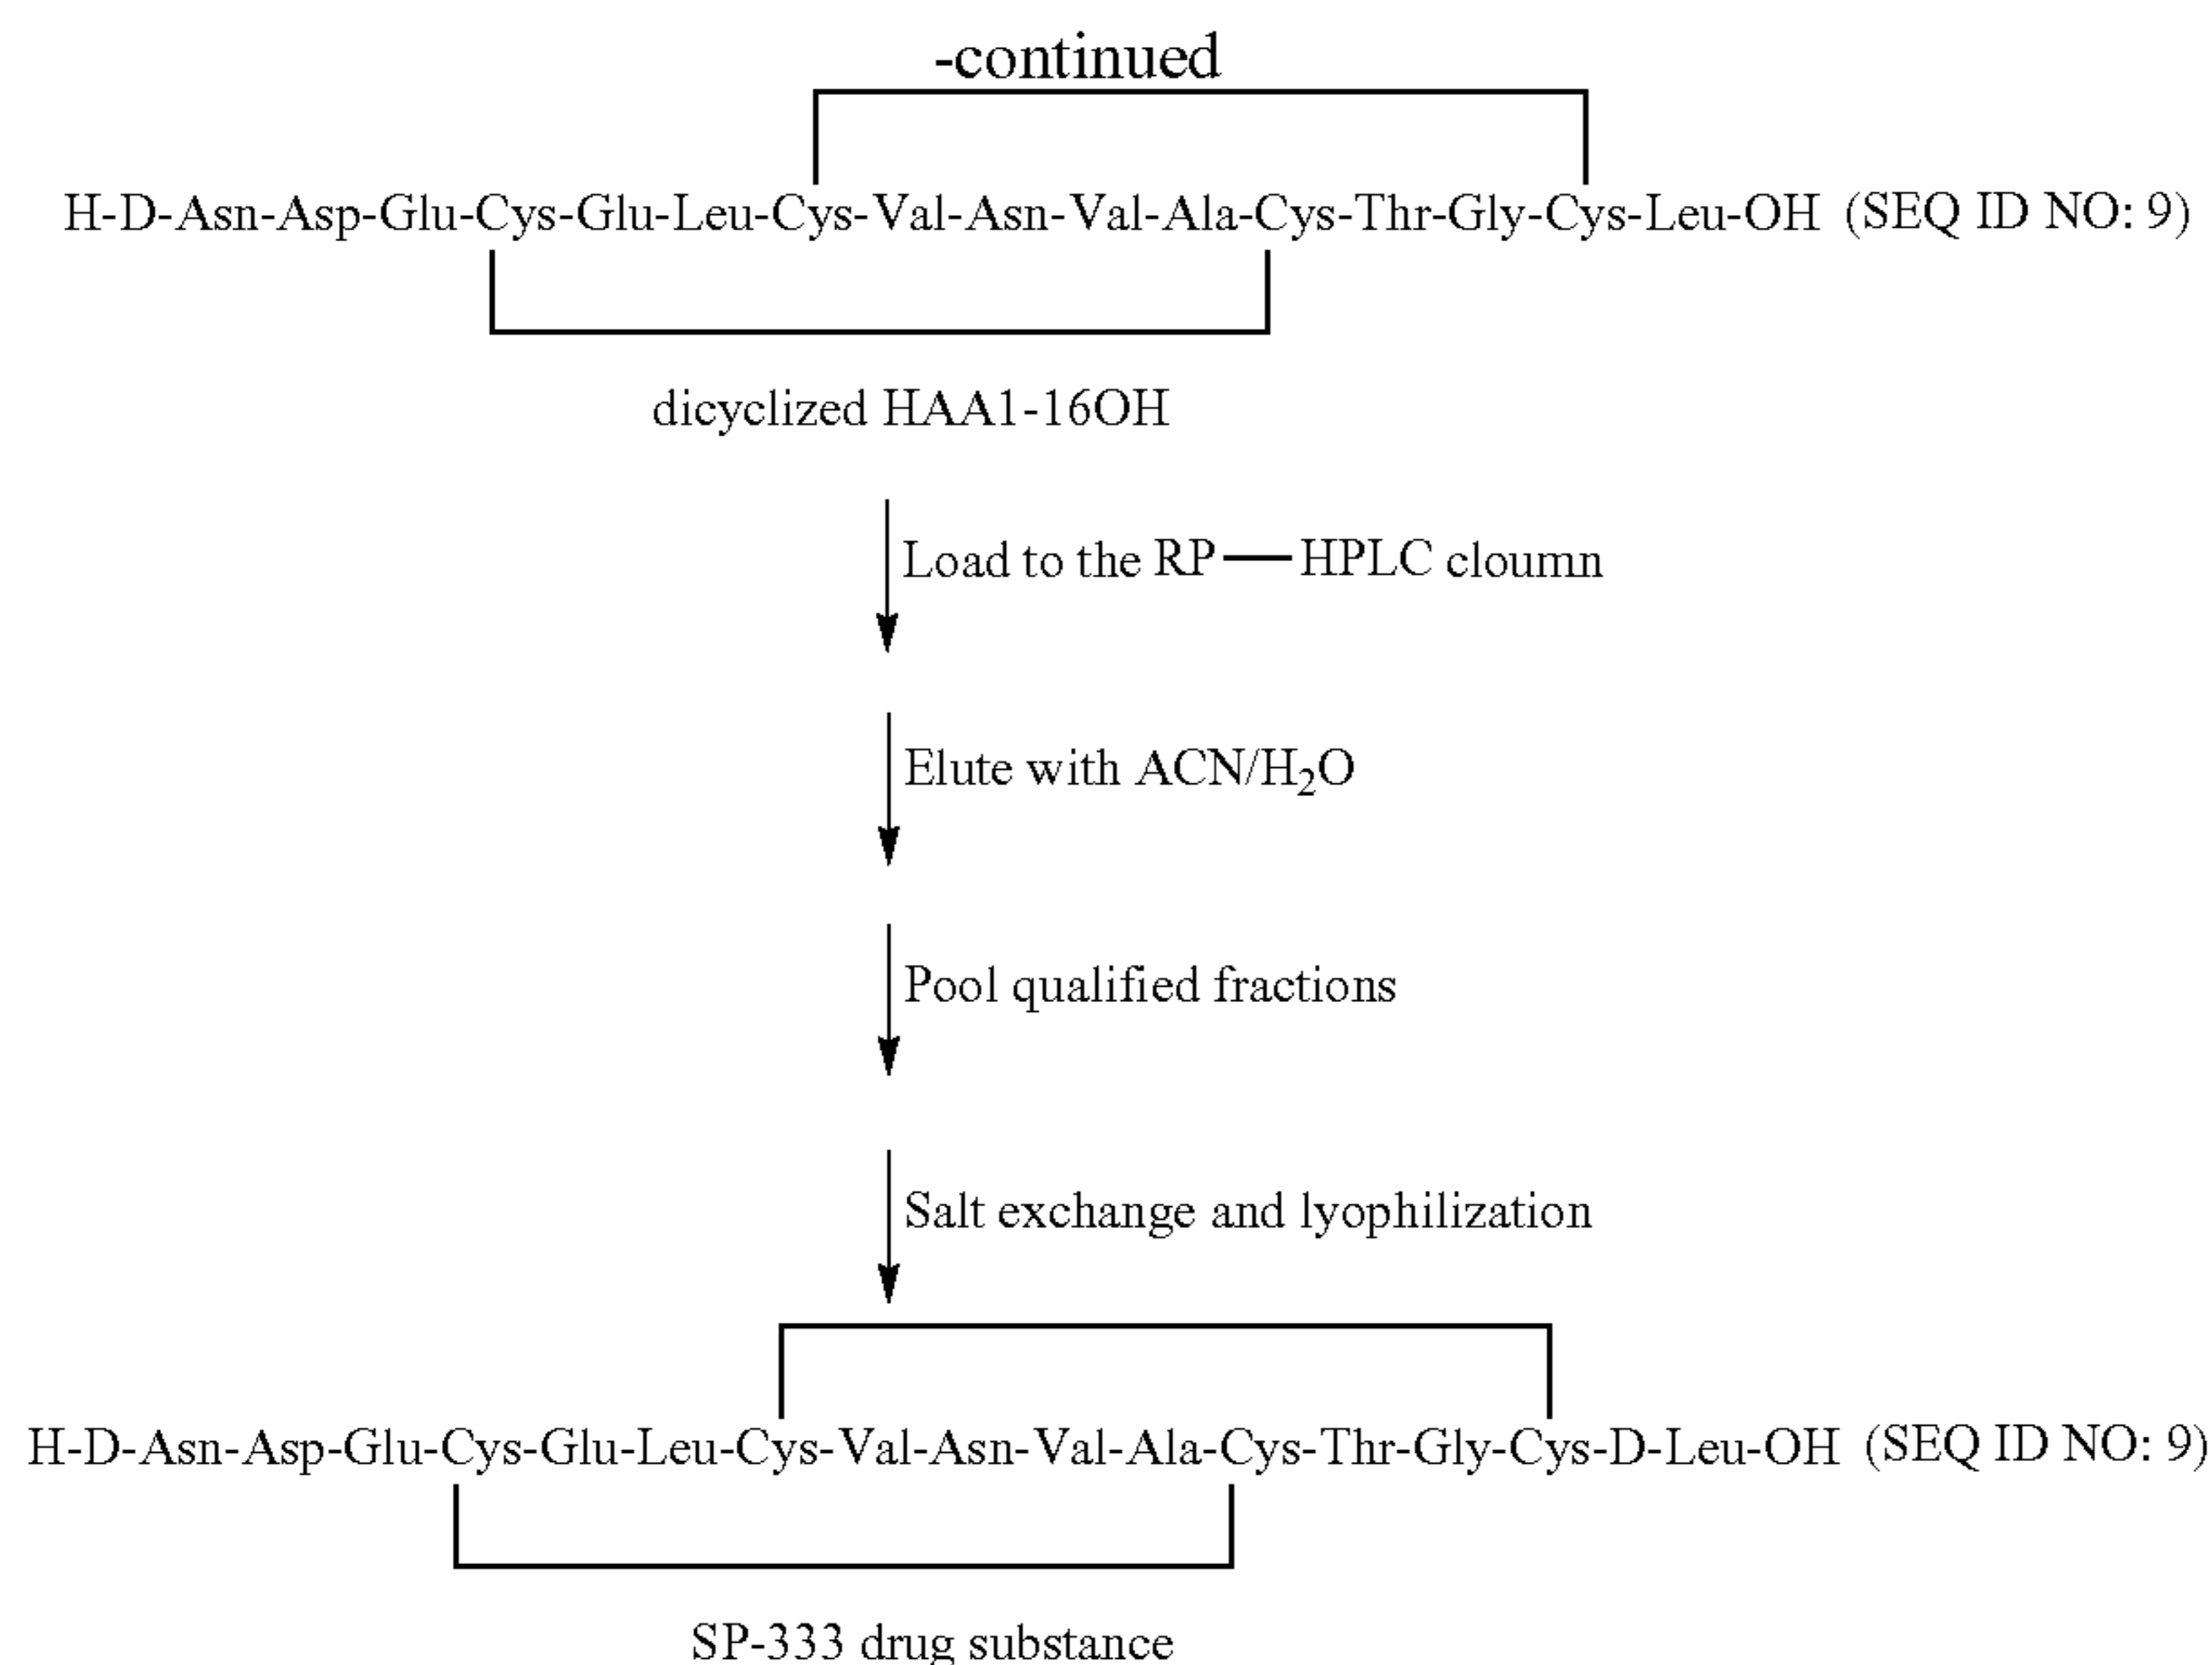 -continued
H-D-Asn-Asp-Glu-Cys-Glu-Leu-Cys-Val-Asn-Val-Ala-Cys-Thr-Gly-Cys-Leu-OH (SEQ ID NO: 9)
dicyclized HAA1-16OH
Load to the RP—HPLC cloumn
Elute with ACN/H2O
Pool qualified fractions
Salt exchange and lyophilization
H-D-Asn-Asp-Glu-Cys-Glu-Leu-Cys-Val-Asn-Val-Ala-Cys-Thr-Gly-Cys-D-Leu-OH (SEQ ID NO: 9)
SP-333 drug substance